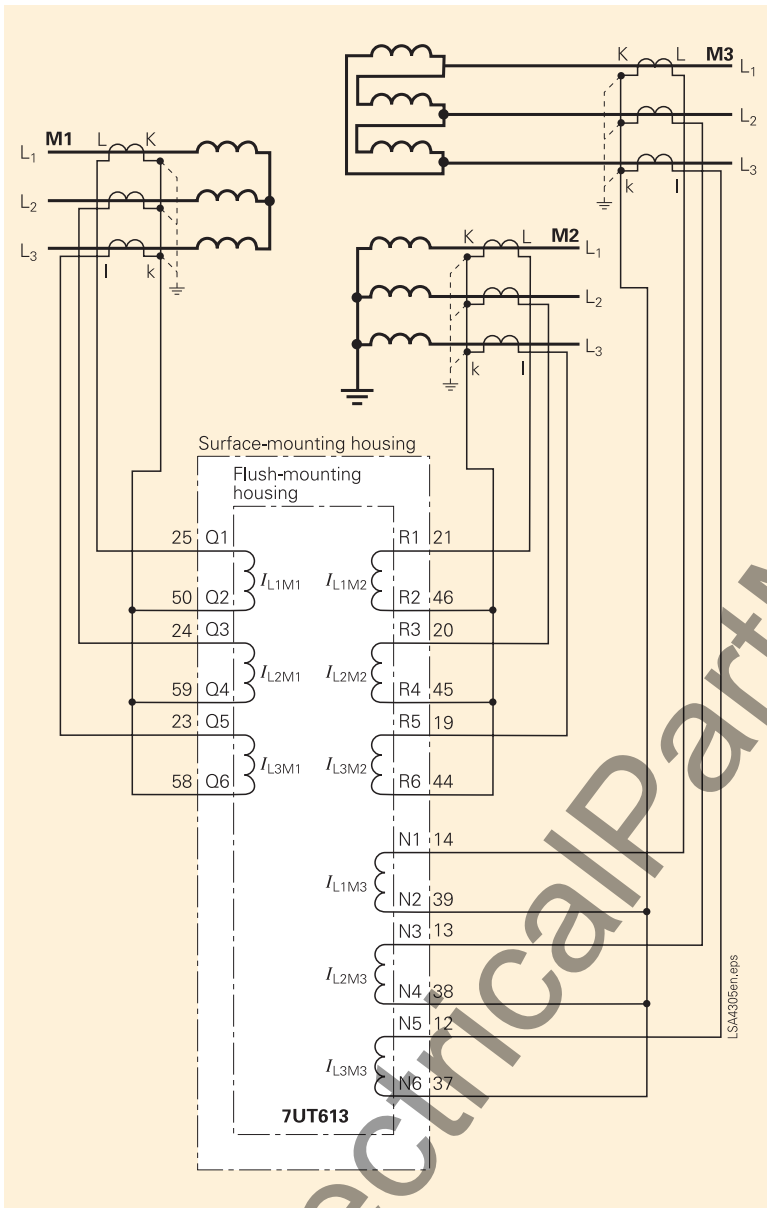 K L M3
L1
L2
L3
k l
M1 L K
L1
L2
L3
l k
K L M2
L1
L2
L3
k l
Surface-mounting housing
Flush-mounting
housing
25 Q1 R1 21
IL1M1 IL1M2
50 Q2 R2 46
24 Q3 R3 20
IL2M1 IL2M2
59 Q4 R4 45
23 Q5 R5 19
IL3M1 IL3M2
58 Q6 R6 44
N1 14
IL1M3
N2 39
N3 13
IL2M3
N4 38
N5 12
IL3M3
N6 37
7UT613
LSA4305en.eps